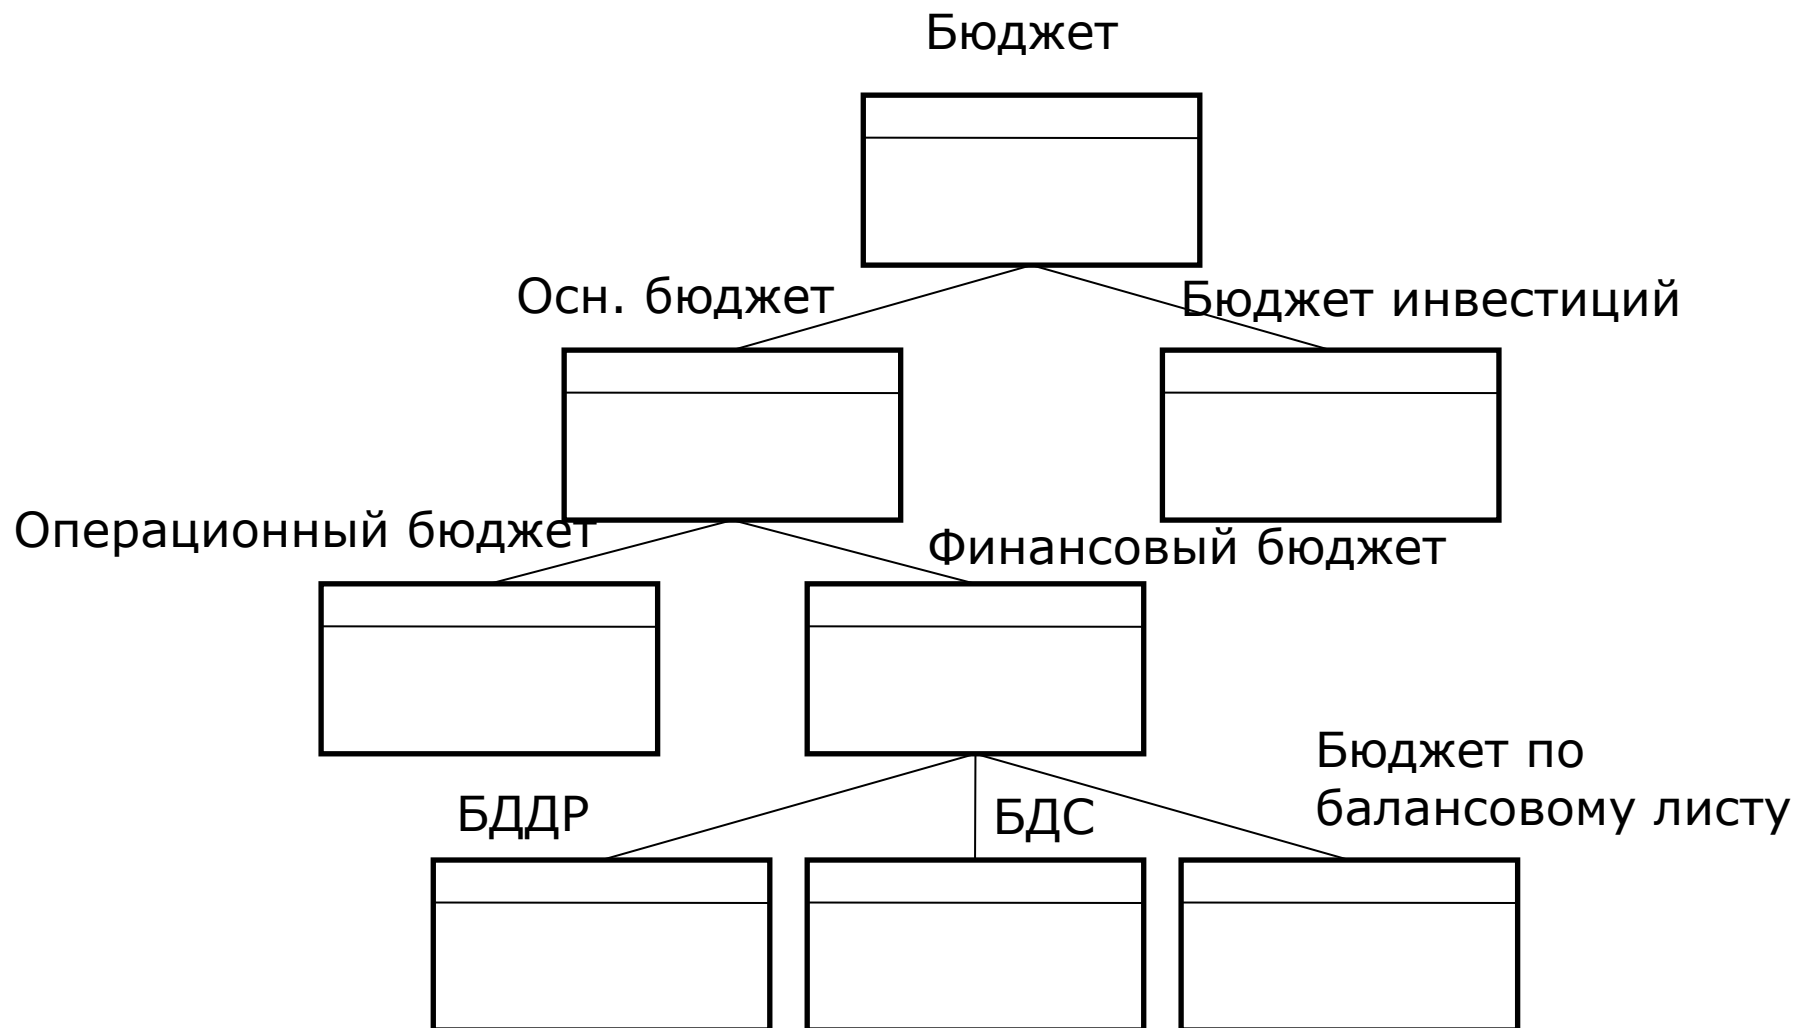 Бюджет
Осн. бюджет
Бюджет инвестиций
Операционный бюджет
Финансовый бюджет
БДДР
БДС
Бюджет по
балансовому листу